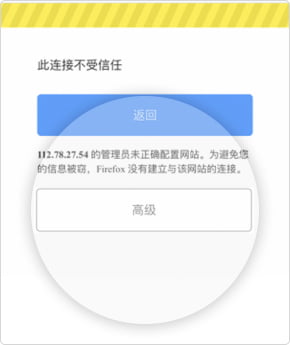 此连接不受信任
返回
112.78.27.54 的管理员未正确配置网站。为避免您
的信息被窃，Firefox 没有建立与该网站的连接。
高级